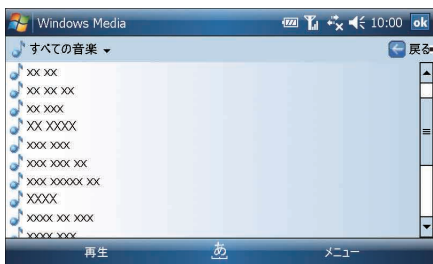 Windows Media 10:00 ok
すべての音楽 戻る
xx xx
xx xx xx
xx xxx
XX XXXX
xxx xxx
xxx xxx xx
xxx xxxxx xx
XXXX
xxxx xx xxx
xxxx xxx
再生 あ メニュー